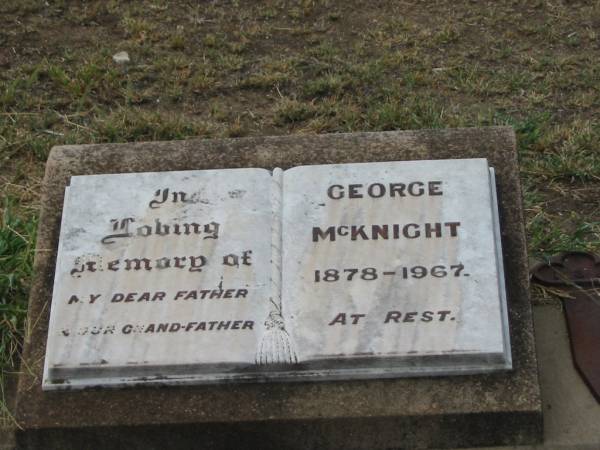 In
Loving
Memory of
MY DEAR FATHER
& OUR GRAND-FATHER
GEORGE
McKNIGHT
1878-1967.
AT REST.